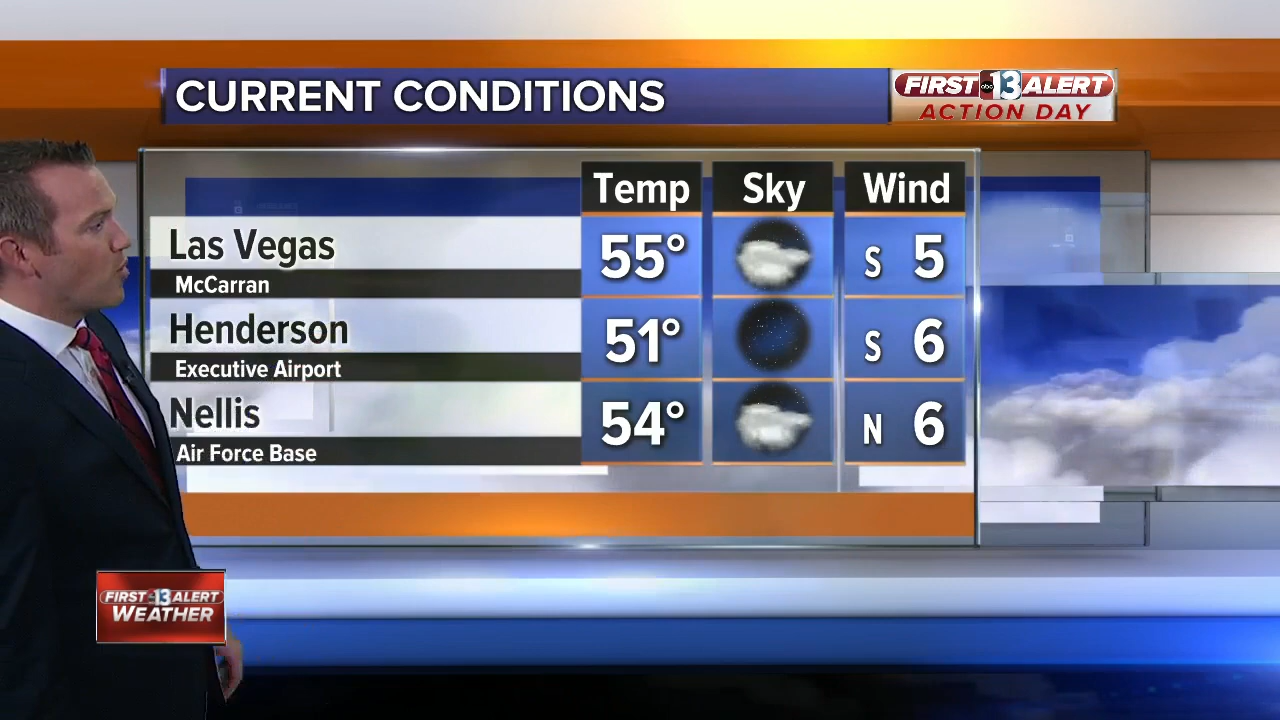 CURRENT CONDITIONS
FIRST abc 13 ALERT
ACTION DAY
Temp Sky Wind
Las Vegas 55° S 5
McCarran
Henderson 51° S 6
Executive Airport
Nellis 54° N 6
Air Force Base
FIRST 13 ALERT
WEATHER